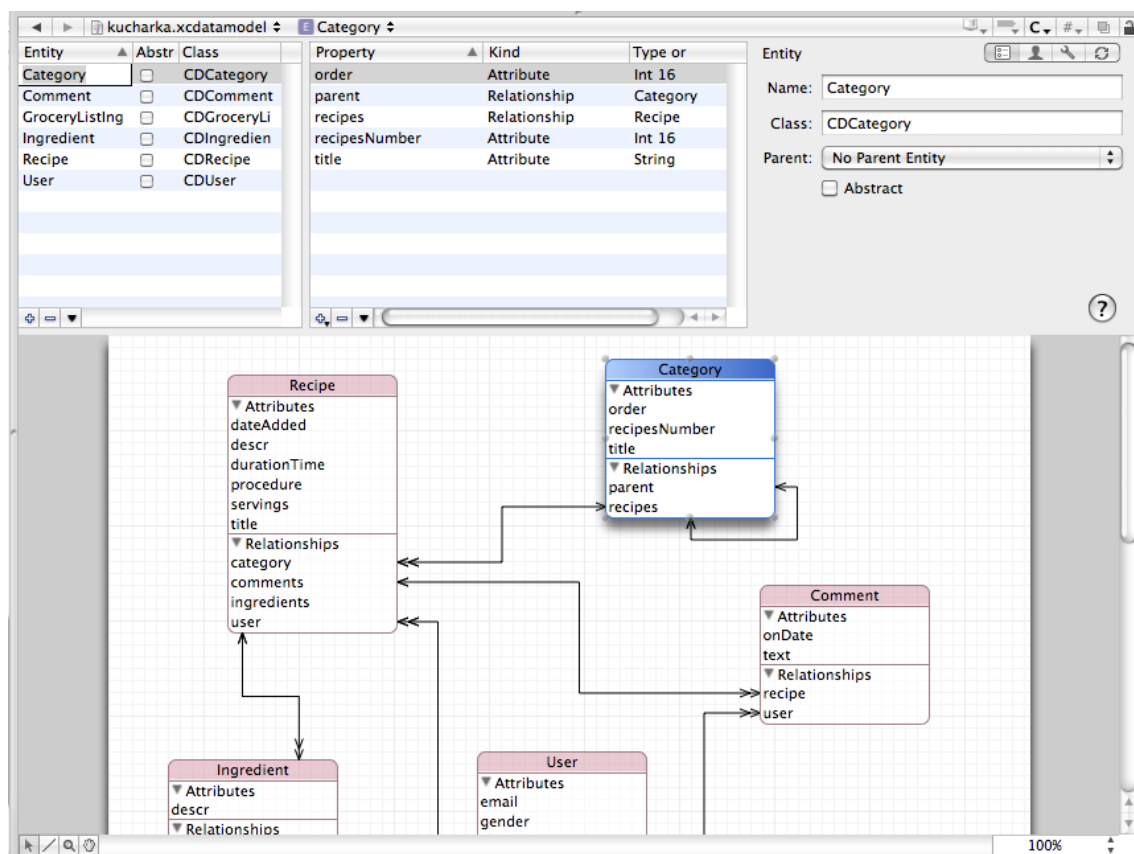 kucharka.xcdatamodel E Category C #
Entity Abstr Class
Category CDCategory
Comment CDComment
GroceryListIng CDGroceryLi
Ingredient CDIngredien
Recipe CDRecipe
User CDUser
Property Kind Type or
order Attribute Int 16
parent Relationship Category
recipes Relationship Recipe
recipesNumber Attribute Int 16
title Attribute String
Entity
Name: Category
Class: CDCategory
Parent: No Parent Entity
Abstract
?
Recipe
Attributes
dateAdded
descr
durationTime
procedure
servings
title
Relationships
category
comments
ingredients
user
Category
Attributes
order
recipesNumber
title
Relationships
parent
recipes
Comment
Attributes
onDate
text
Relationships
recipe
user
Ingredient
Attributes
descr
Relationships
User
Attributes
email
gender
100%